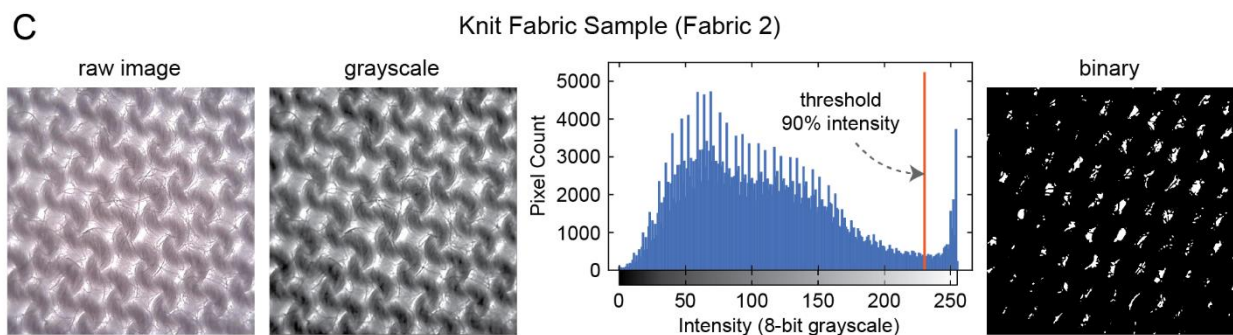 C
Knit Fabric Sample (Fabric 2)
raw image
grayscale
binary
threshold
90% intensity
Pixel Count
5000
4000
3000
2000
1000
0
0
50
100
150
200
250
Intensity (8-bit grayscale)